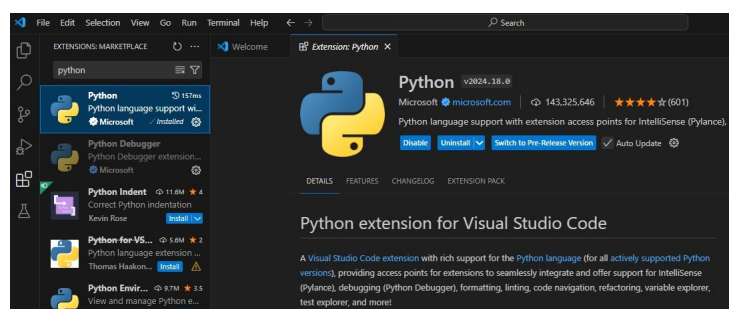 File Edit Selection View Go Run Terminal Help
Search
EXTENSIONS: MARKETPLACE
python
Python 157ms
Python language support wi...
Microsoft Installed
Python Debugger
Python Debugger extension...
Microsoft
Python Indent 11.6M 4
Correct Python indentation
Kevin Rose Install
Python for VS... 5.6M 2
Python language extension ...
Thomas Haakon... Install
Python Envir... 9.7M 3.5
View and manage Python e...
Welcome
Extension: Python
Python v2024.18.0
Microsoft microsoft.com 143,325,646 (601)
Python language support with extension access points for IntelliSense (Pylance),
Disable Uninstall Switch to Pre-Release Version Auto Update
DETAILS FEATURES CHANGELOG EXTENSION PACK
Python extension for Visual Studio Code
A Visual Studio Code extension with rich support for the Python language (for all actively supported Python
versions), providing access points for extensions to seamlessly integrate and offer support for IntelliSense
(Pylance), debugging (Python Debugger), formatting, linting, code navigation, refactoring, variable explorer,
test explorer, and more!